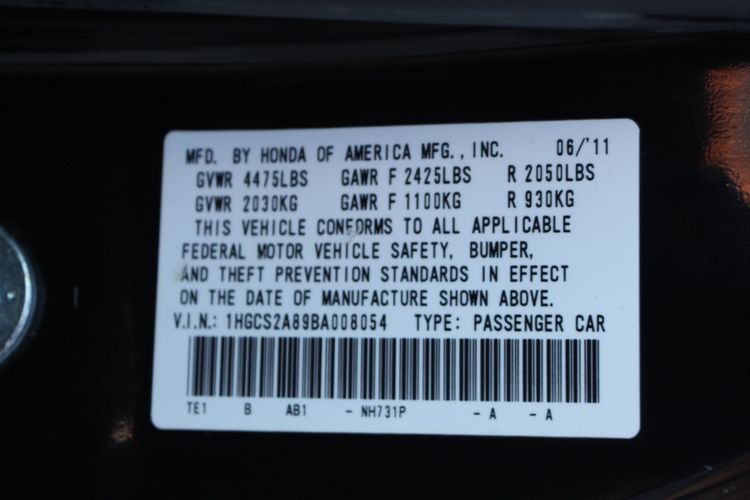 MFD. BY HONDA OF AMERICA MFG., INC. 06/'11
GVWR 4475LBS GAWR F 2425LBS R 2050LBS
GVWR 2030KG GAWR F 1100KG R 930KG
THIS VEHICLE CONFORMS TO ALL APPLICABLE
FEDERAL MOTOR VEHICLE SAFETY, BUMPER,
AND THEFT PREVENTION STANDARDS IN EFFECT
ON THE DATE OF MANUFACTURE SHOWN ABOVE.
V.I.N.: 1HGCS2A89BA008054 TYPE: PASSENGER CAR
TE1 B AB1 - NH731P - A - A